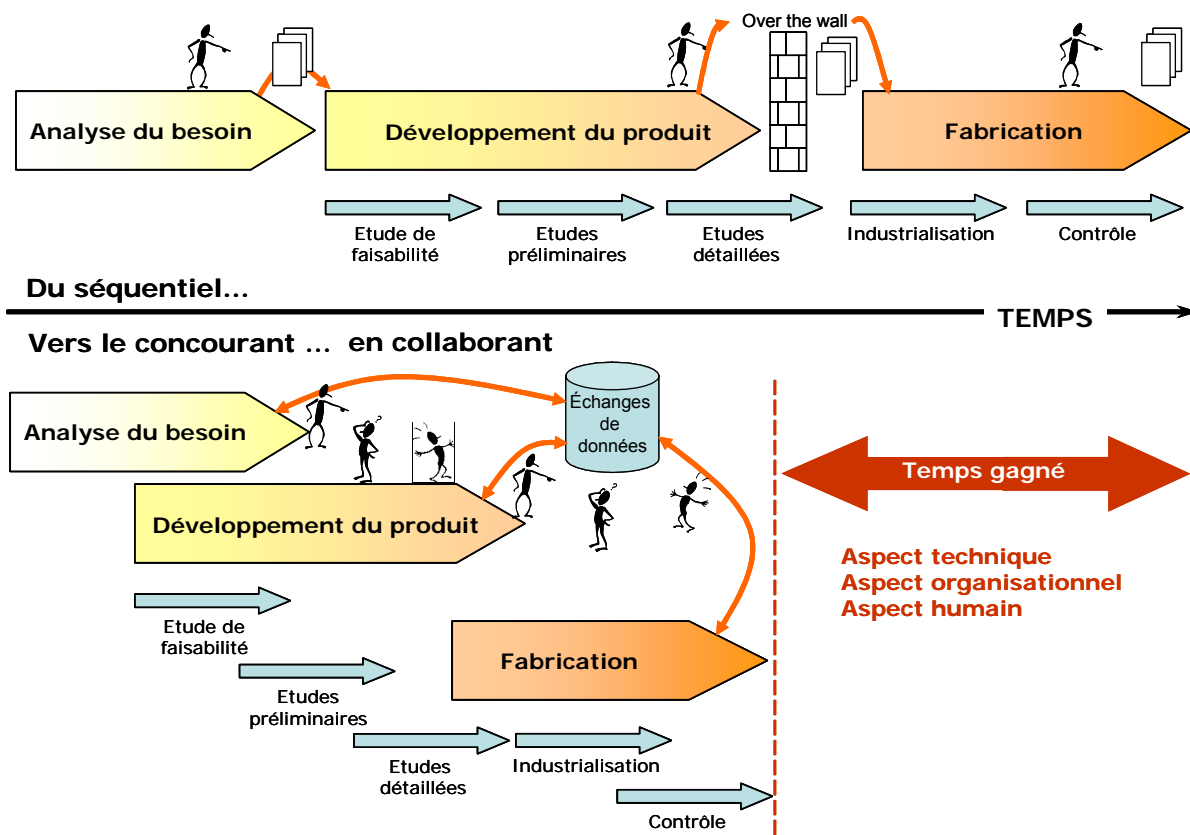 Over the wall
Analyse du besoin
Développement du produit
Fabrication
Etude de
faisabilité
Etudes
préliminaires
Etudes
détaillées
Industrialisation
Contrôle
Du séquentiel...
TEMPS
Vers le concourant ... en collaborant
Échanges
de
données
Analyse du besoin
Temps gagné
Développement du produit
Aspect technique
Aspect organisationnel
Aspect humain
Etude de
faisabilité
Fabrication
Etudes
préliminaires
Etudes
détaillées
Industrialisation
Contrôle